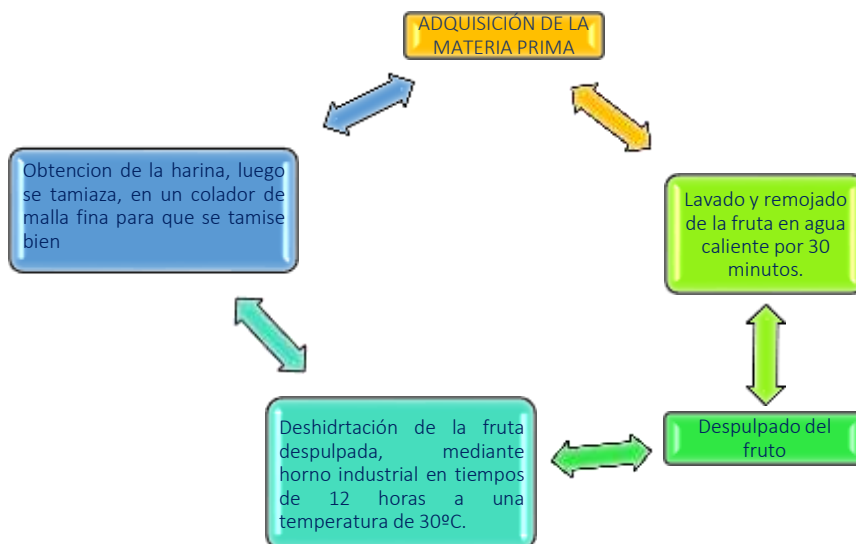 ADQUISICIÓN DE LA
MATERIA PRIMA
Lavado y remojado
de la fruta en agua
caliente por 30
minutos.
Despulpado del
fruto
Deshidrtación de la fruta
despulpada, mediante
horno industrial en tiempos
de 12 horas a una
temperatura de 30ºC.
Obtencion de la harina, luego
se tamiaza, en un colador de
malla fina para que se tamise
bien